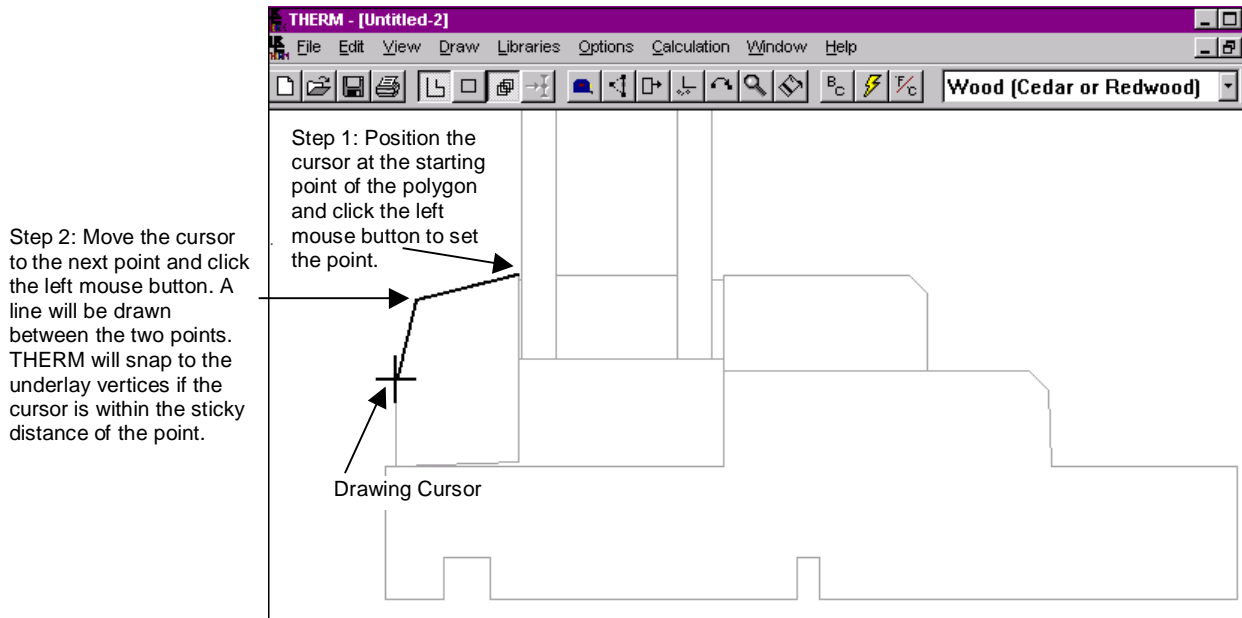 THERM - [Untitled-2]
File Edit View Draw Libraries Options Calculation Window Help
BC °F/°C Wood (Cedar or Redwood)
Step 1: Position the
cursor at the starting
point of the polygon
and click the left
mouse button to set
the point.
Step 2: Move the cursor
to the next point and click
the left mouse button. A
line will be drawn
between the two points.
THERM will snap to the
underlay vertices if the
cursor is within the sticky
distance of the point.
Drawing Cursor